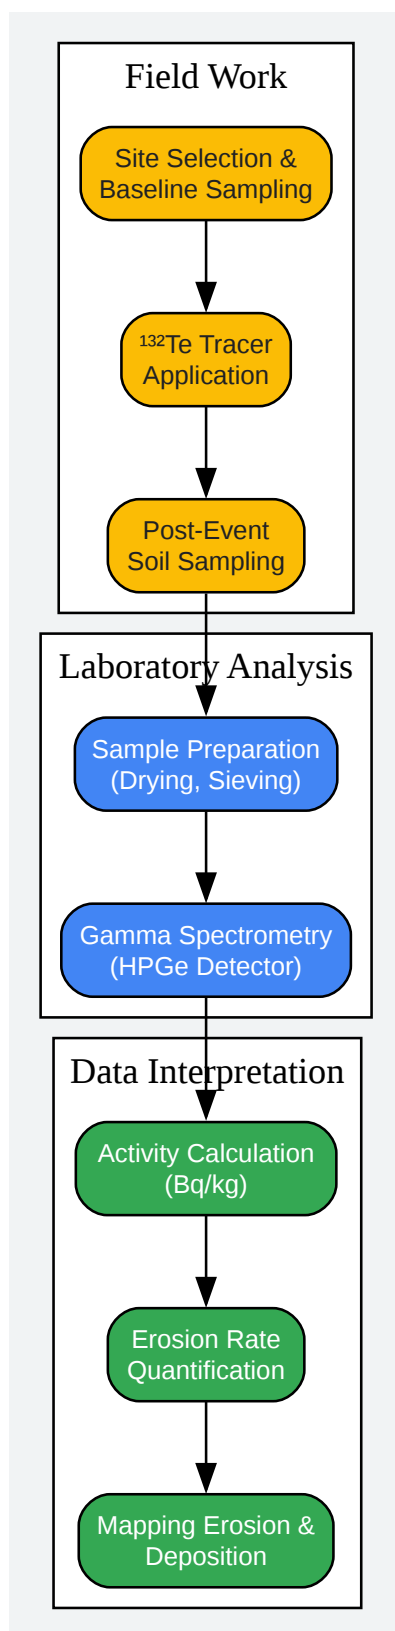 Field Work
Site Selection &
Baseline Sampling
¹³²Te Tracer
Application
Post-Event
Soil Sampling
Laboratory Analysis
Sample Preparation
(Drying, Sieving)
Gamma Spectrometry
(HPGe Detector)
Data Interpretation
Activity Calculation
(Bq/kg)
Erosion Rate
Quantification
Mapping Erosion &
Deposition